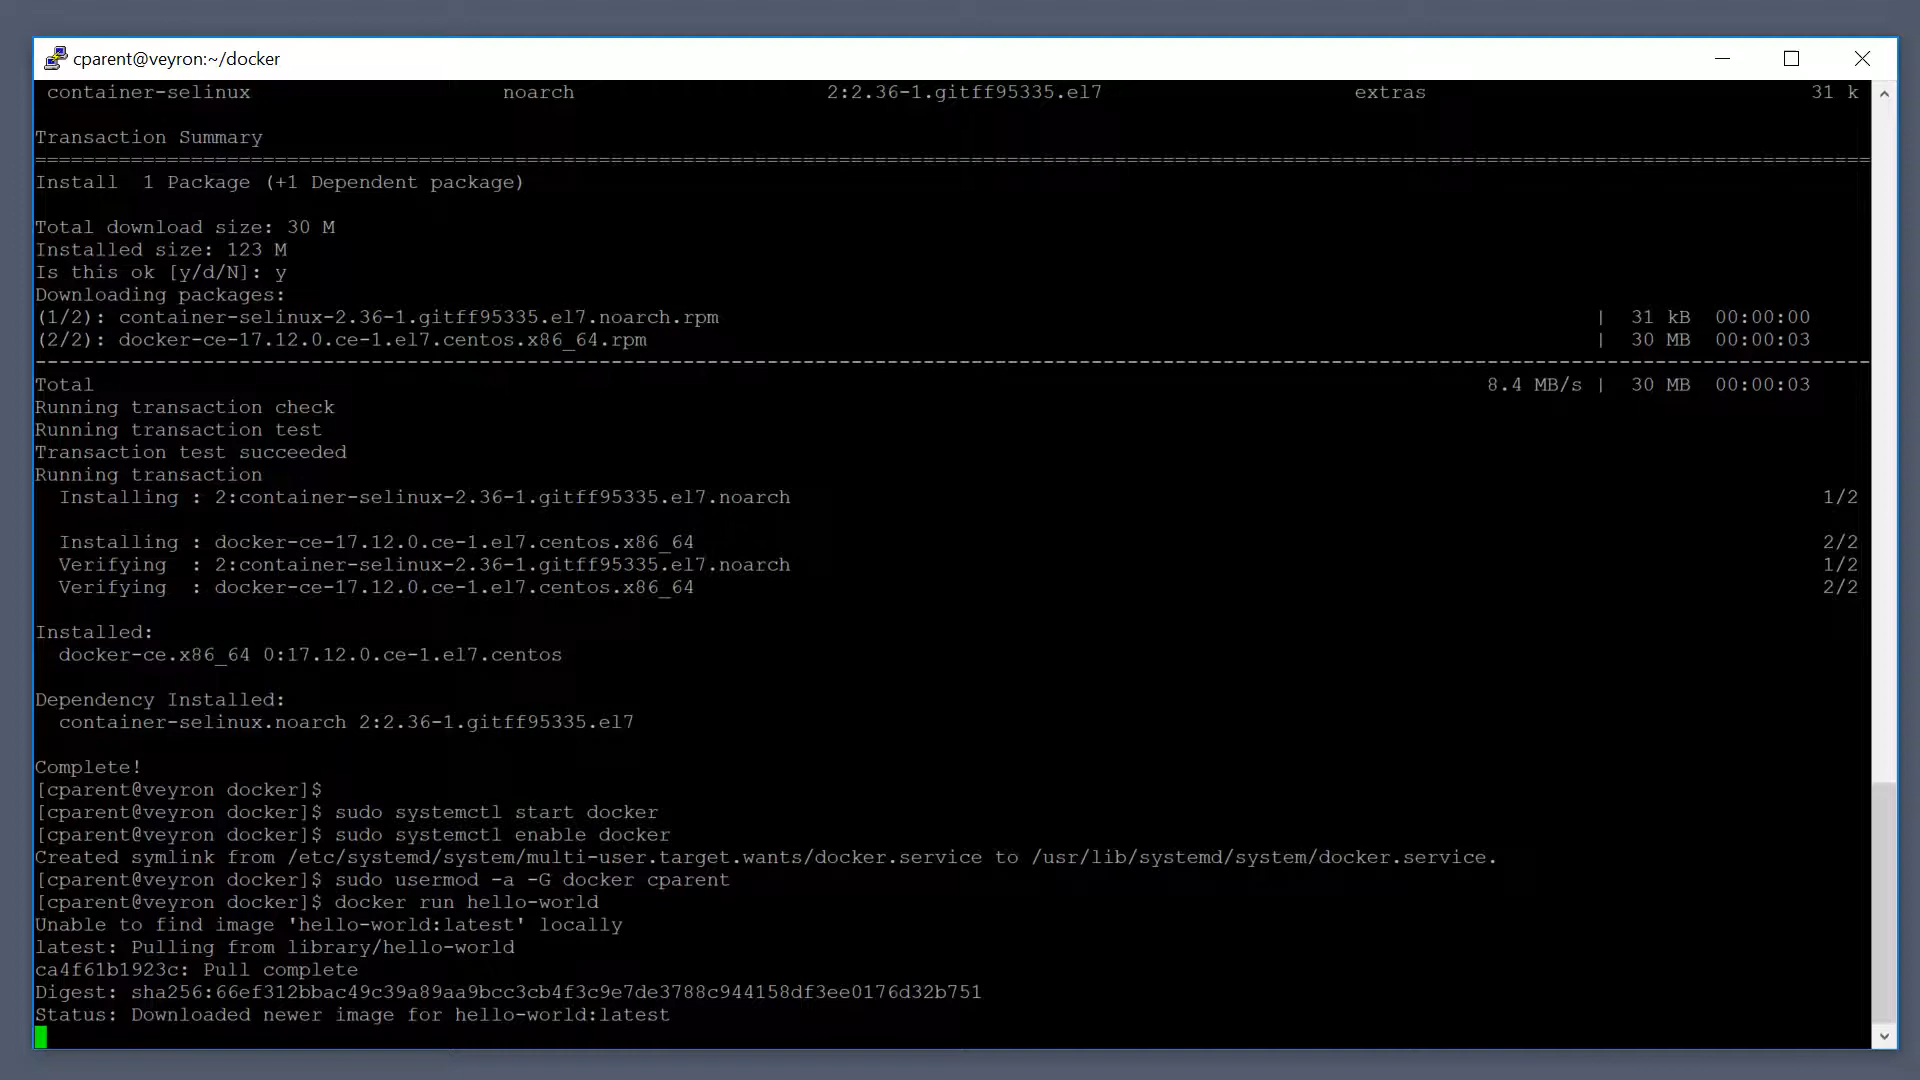 cparent@veyron:~/docker
container-selinux noarch 2:2.36-1.gitff95335.el7 extras 31 k
Transaction Summary
================================================================================
Install 1 Package (+1 Dependent package)
Total download size: 30 M
Installed size: 123 M
Is this ok [y/d/N]: y
Downloading packages:
(1/2): container-selinux-2.36-1.gitff95335.el7.noarch.rpm | 31 kB 00:00:00
(2/2): docker-ce-17.12.0.ce-1.el7.centos.x86_64.rpm | 30 MB 00:00:03
--------------------------------------------------------------------------------
Total 8.4 MB/s | 30 MB 00:00:03
Running transaction check
Running transaction test
Transaction test succeeded
Running transaction
Installing : 2:container-selinux-2.36-1.gitff95335.el7.noarch 1/2
Installing : docker-ce-17.12.0.ce-1.el7.centos.x86_64 2/2
Verifying : 2:container-selinux-2.36-1.gitff95335.el7.noarch 1/2
Verifying : docker-ce-17.12.0.ce-1.el7.centos.x86_64 2/2
Installed:
docker-ce.x86_64 0:17.12.0.ce-1.el7.centos
Dependency Installed:
container-selinux.noarch 2:2.36-1.gitff95335.el7
Complete!
[cparent@veyron docker]$
[cparent@veyron docker]$ sudo systemctl start docker
[cparent@veyron docker]$ sudo systemctl enable docker
Created symlink from /etc/systemd/system/multi-user.target.wants/docker.service to /usr/lib/systemd/system/docker.service.
[cparent@veyron docker]$ sudo usermod -a -G docker cparent
[cparent@veyron docker]$ docker run hello-world
Unable to find image 'hello-world:latest' locally
latest: Pulling from library/hello-world
ca4f61b1923c: Pull complete
Digest: sha256:66ef312bbac49c39a89aa9bcc3cb4f3c9e7de3788c944158df3ee0176d32b751
Status: Downloaded newer image for hello-world:latest